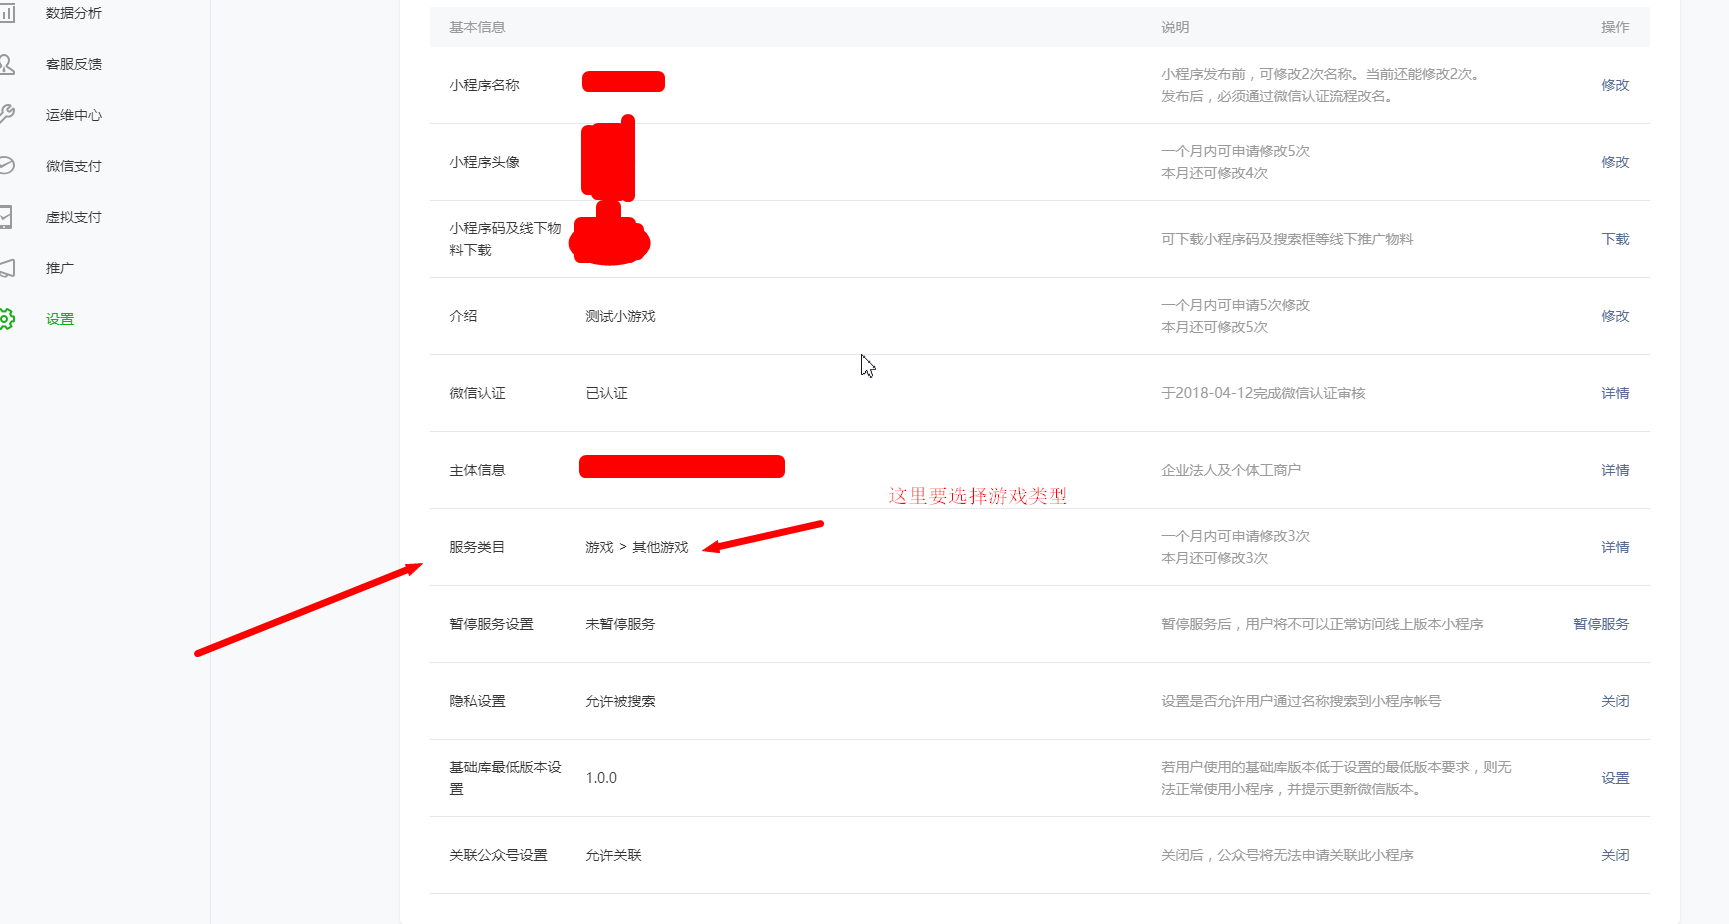 数据分析
客服反馈
运维中心
微信支付
虚拟支付
推广
设置
基本信息 说明 操作
小程序名称 小程序发布前，可修改2次名称。当前还能修改2次。 修改
发布后，必须通过微信认证流程改名。
小程序头像 一个月内可申请修改5次 修改
本月还可修改4次
小程序码及线下物 可下载小程序码及搜索框等线下推广物料 下载
料下载
介绍 测试小游戏 一个月内可申请5次修改 修改
本月还可修改5次
微信认证 已认证 于2018-04-12完成微信认证审核 详情
主体信息 企业法人及个体工商户 详情
这里要选择游戏类型
服务类目 游戏 > 其他游戏 一个月内可申请修改3次 详情
本月还可修改3次
暂停服务设置 未暂停服务 暂停服务后，用户将不可以正常访问线上版本小程序 暂停服务
隐私设置 允许被搜索 设置是否允许用户通过名称搜索到小程序帐号 关闭
基础库最低版本设 1.0.0 若用户使用的基础库版本低于设置的最低版本要求，则无 设置
置 法正常使用小程序，并提示更新微信版本。
关联公众号设置 允许关联 关闭后，公众号将无法申请关联此小程序 关闭